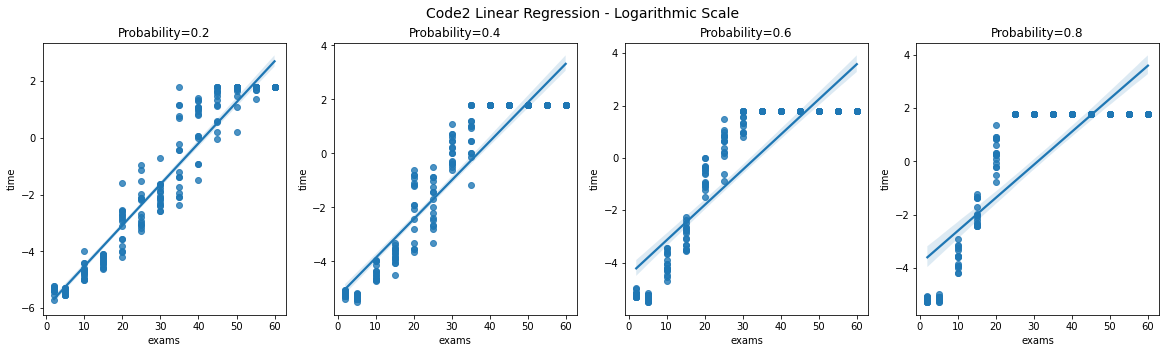 Code2 Linear Regression - Logarithmic Scale
Probability=0.2
Probability=0.4
Probability=0.6
Probability=0.8
time
2
0
−2
−4
−6
0 10 20 30 40 50 60
exams
time
4
2
0
−2
−4
0 10 20 30 40 50 60
exams
time
4
2
0
−2
−4
0 10 20 30 40 50 60
exams
time
4
2
0
−2
−4
0 10 20 30 40 50 60
exams